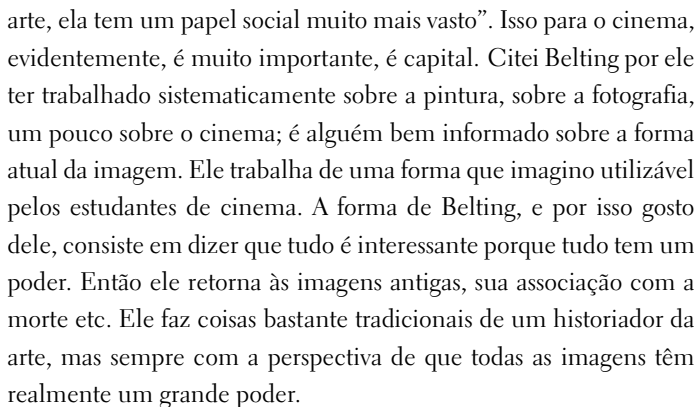 arte, ela tem um papel social muito mais vasto”. Isso para o cinema,
evidentemente, é muito importante, é capital. Citei Belting por ele
ter trabalhado sistematicamente sobre a pintura, sobre a fotografia,
um pouco sobre o cinema; é alguém bem informado sobre a forma
atual da imagem. Ele trabalha de uma forma que imagino utilizável
pelos estudantes de cinema. A forma de Belting, e por isso gosto
dele, consiste em dizer que tudo é interessante porque tudo tem um
poder. Então ele retorna às imagens antigas, sua associação com a
morte etc. Ele faz coisas bastante tradicionais de um historiador da
arte, mas sempre com a perspectiva de que todas as imagens têm
realmente um grande poder.